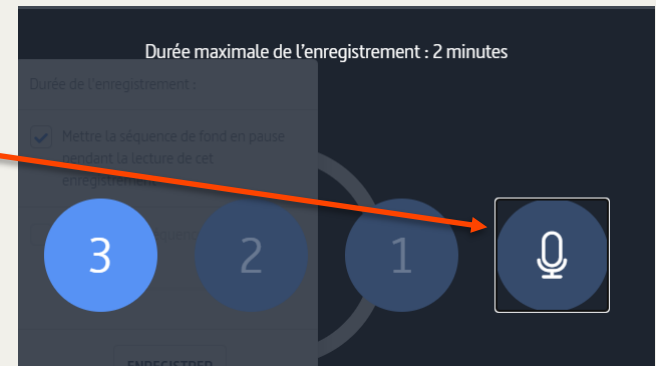 Durée maximale de l'enregistrement : 2 minutes
Durée de l'enregistrement :
Mettre la séquence de fond en pause
pendant la lecture de cet
enregistrement
3 2 1
ENREGISTRER